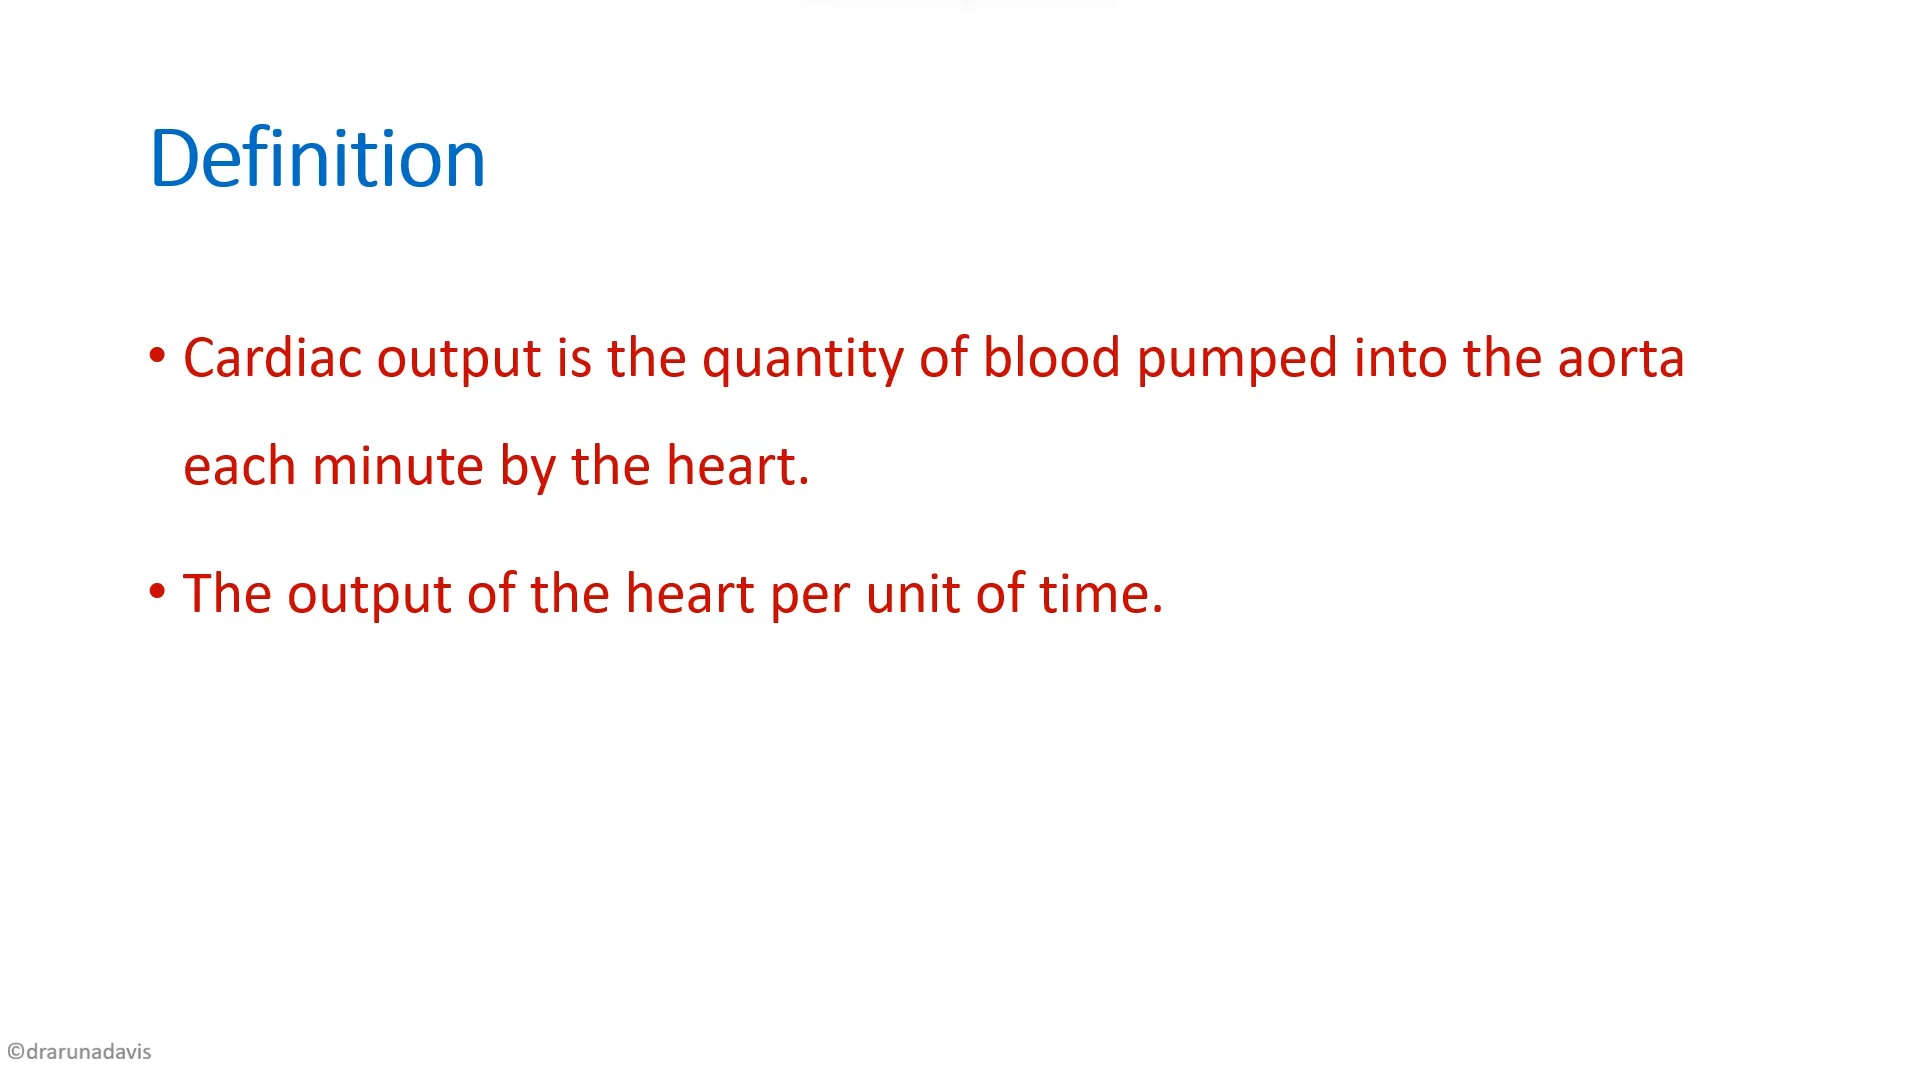 Definition
• Cardiac output is the quantity of blood pumped into the aorta
each minute by the heart.
• The output of the heart per unit of time.
©drarunadavis